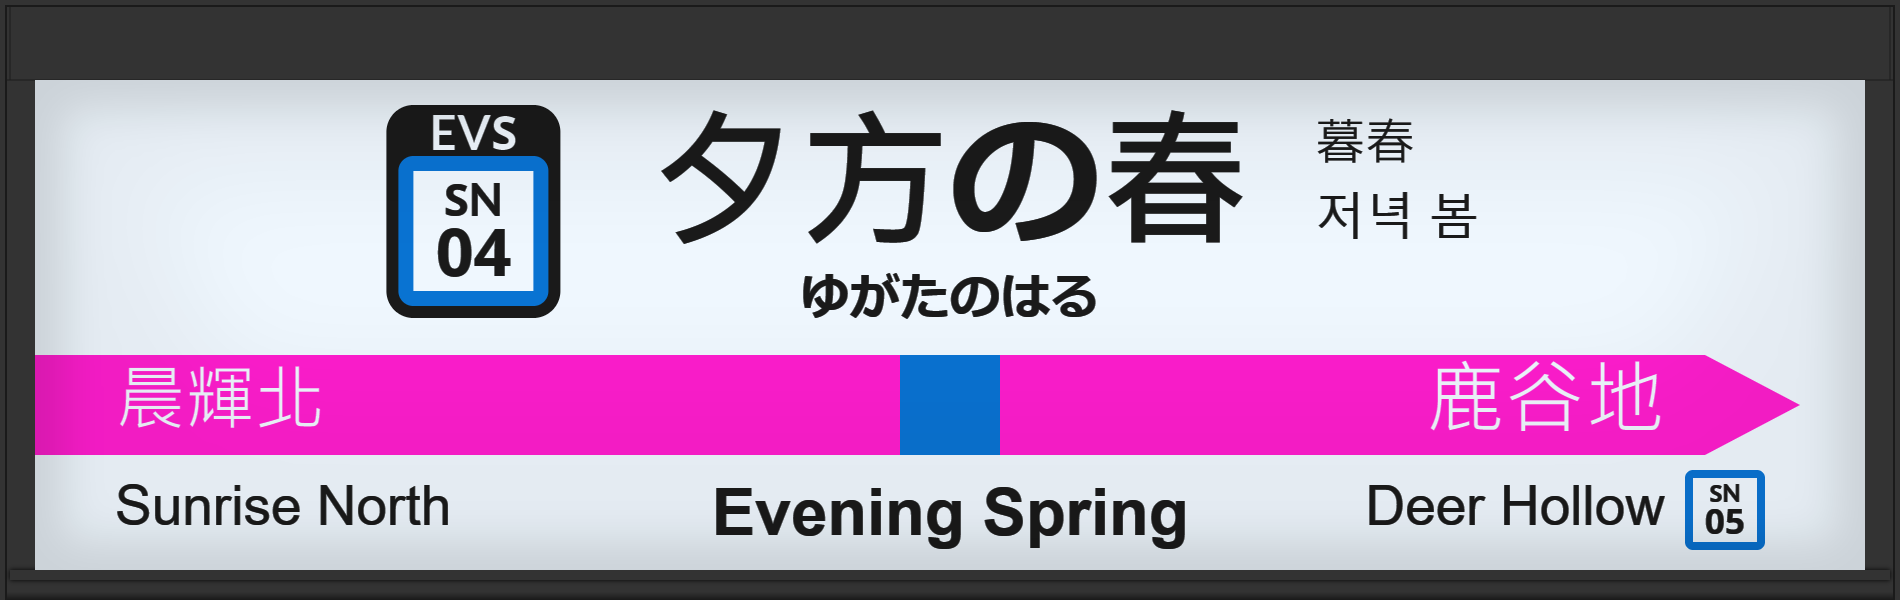 EVS
SN
04
夕方の春
暮春
저녁 봄
ゆがたのはる
晨輝北
鹿谷地
Sunrise North
Evening Spring
Deer Hollow
SN
05